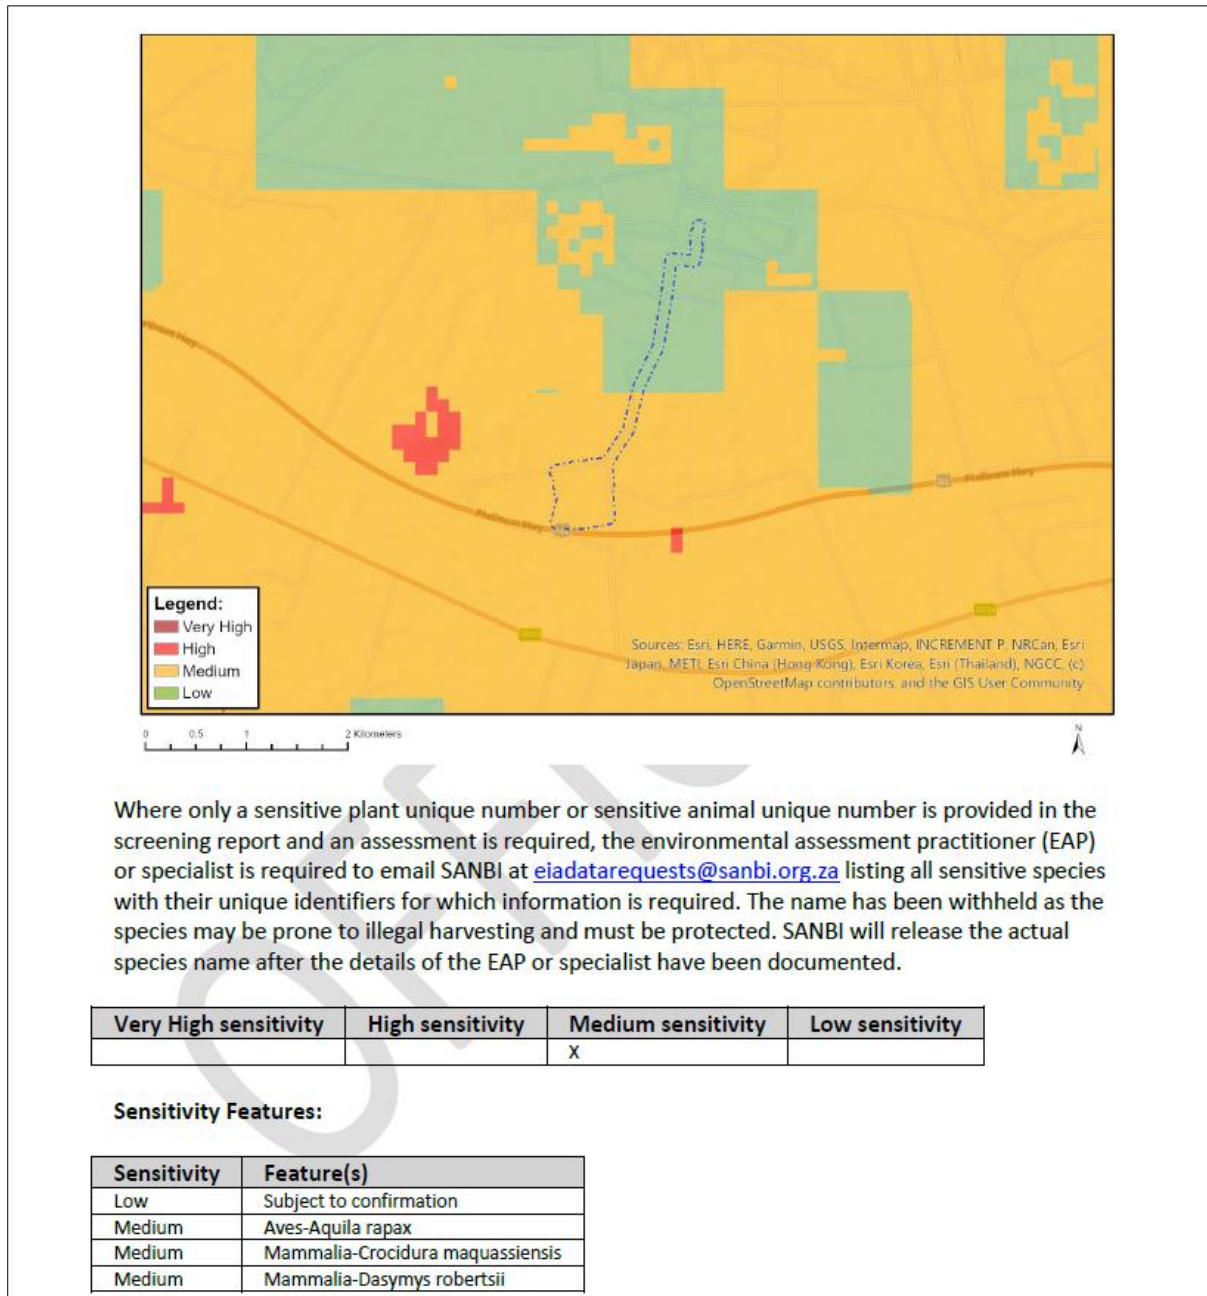 Platinum Hwy
Platinum Hwy
Legend:
Very High
High
Medium
Low
Sources: Esri, HERE, Garmin, USGS, Intermap, INCREMENT P, NRCan, Esri
Japan, METI, Esri China (Hong Kong), Esri Korea, Esri (Thailand), NGCC, (c)
OpenStreetMap contributors, and the GIS User Community
0 0.5 1 2 Kilometers
N
Where only a sensitive plant unique number or sensitive animal unique number is provided in the
screening report and an assessment is required, the environmental assessment practitioner (EAP)
or specialist is required to email SANBI at eiadatarequests@sanbi.org.za listing all sensitive species
with their unique identifiers for which information is required. The name has been withheld as the
species may be prone to illegal harvesting and must be protected. SANBI will release the actual
species name after the details of the EAP or specialist have been documented.
Very High sensitivity High sensitivity Medium sensitivity Low sensitivity
X
Sensitivity Features:
Sensitivity Feature(s)
Low Subject to confirmation
Medium Aves-Aquila rapax
Medium Mammalia-Crocidura maquassiensis
Medium Mammalia-Dasymys robertsii